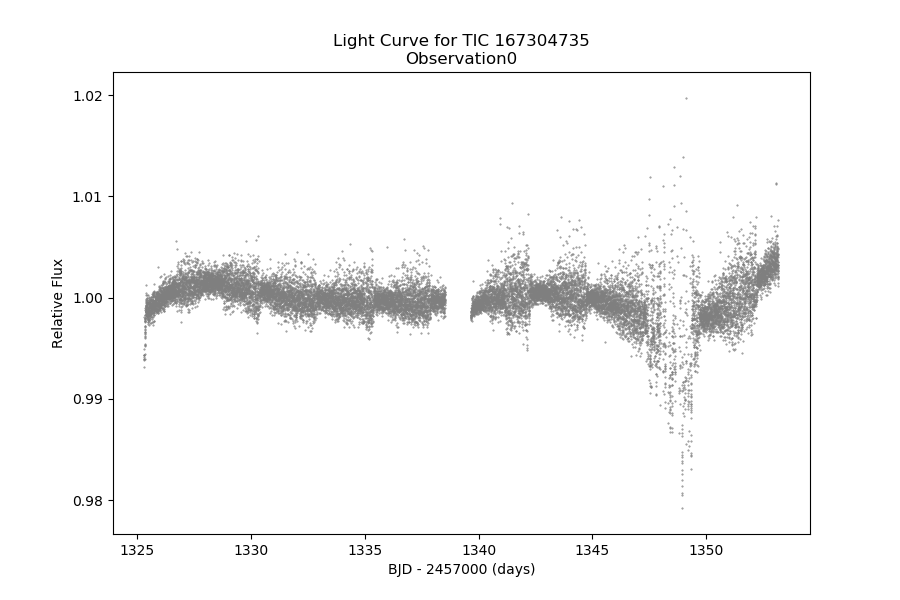 Light Curve for TIC 167304735
Observation0
1.02
1.01
1.00
0.99
0.98
Relative Flux
1325 1330 1335 1340 1345 1350
BJD - 2457000 (days)